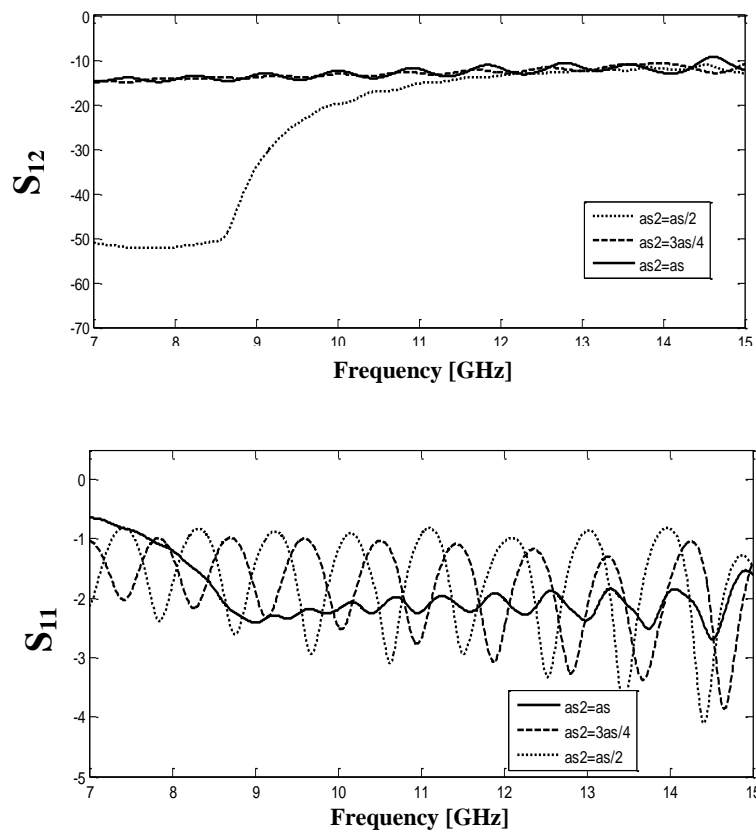 0
-10
-20
-30
-40
-50
-60
-70
S12
as2=as/2
as2=3as/4
as2=as
7 8 9 10 11 12 13 14 15
Frequency [GHz]
0
-1
-2
-3
-4
-5
S11
as2=as
as2=3as/4
as2=as/2
7 8 9 10 11 12 13 14 15
Frequency [GHz]